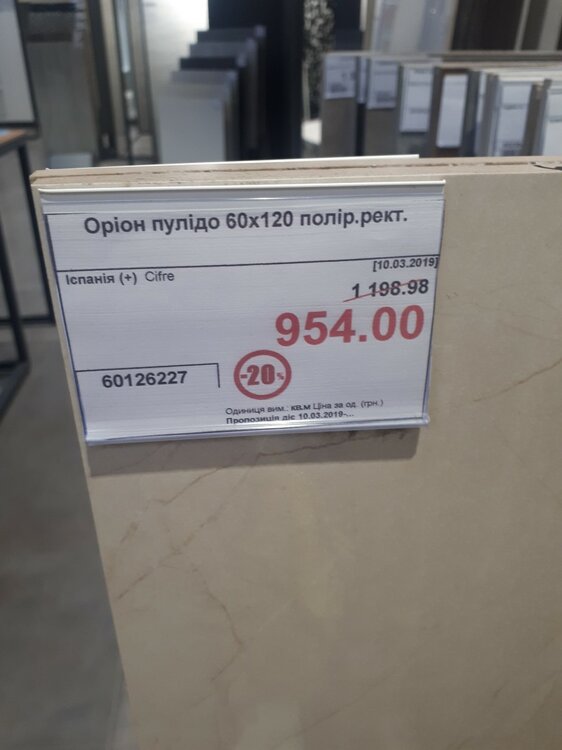 Оріон пулідо 60x120 полір.рект.
[10.03.2019]
Іспанія (+) Cifre
1 198.98
954.00
60126227
-20%
Одиниця вим.: КВ.М Ціна за од. (грн.)
Пропозиція діє 10.03.2019-...